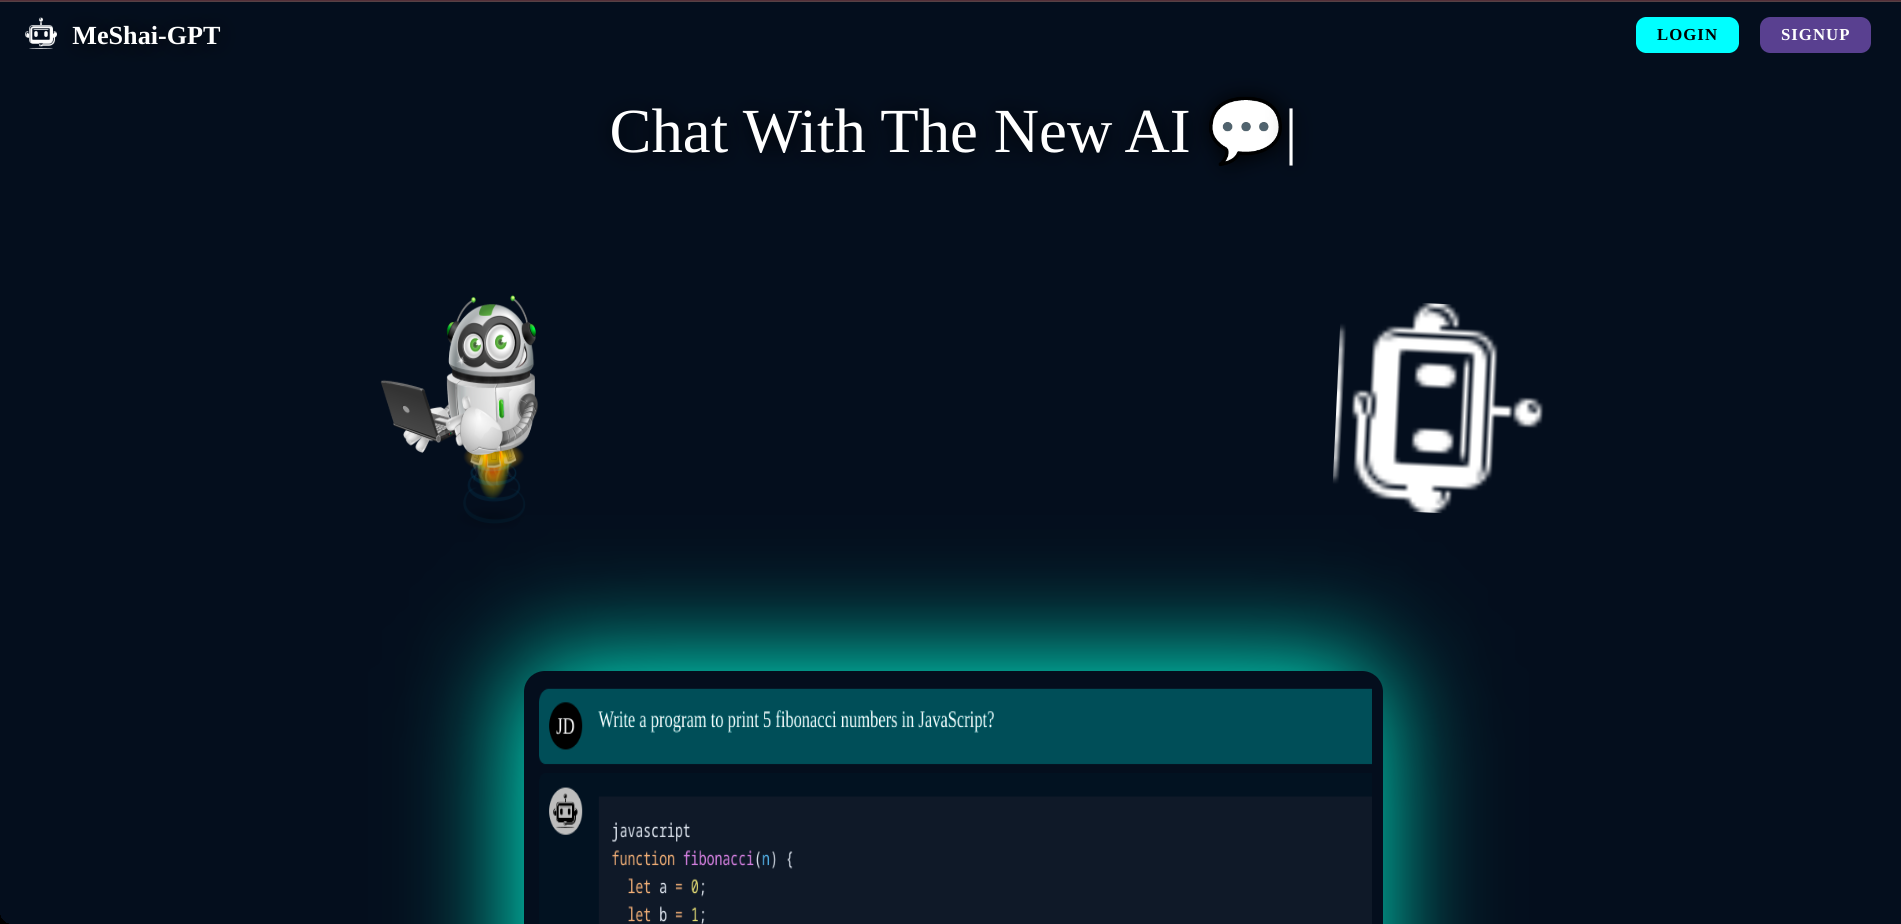 MeShai-GPT
LOGIN
SIGNUP
Chat With The New AI 💬|
JD
Write a program to print 5 fibonacci numbers in JavaScript?
javascript
function fibonacci(n) {
  let a = 0;
  let b = 1;